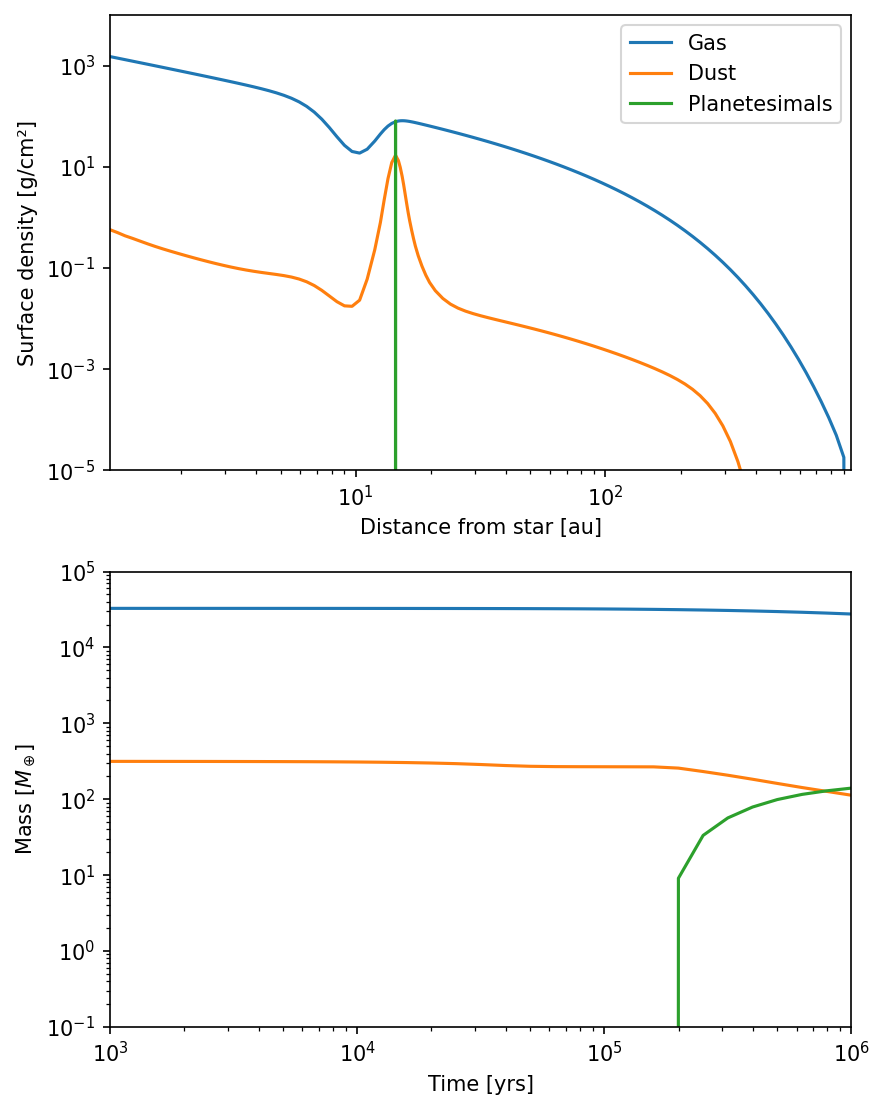 Gas
Dust
Planetesimals
10³
10¹
10⁻¹
10⁻³
10⁻⁵
Surface density [g/cm²]
10¹ 10²
Distance from star [au]
10⁵
10⁴
10³
10²
10¹
10⁰
10⁻¹
Mass [M⊕]
10³ 10⁴ 10⁵ 10⁶
Time [yrs]